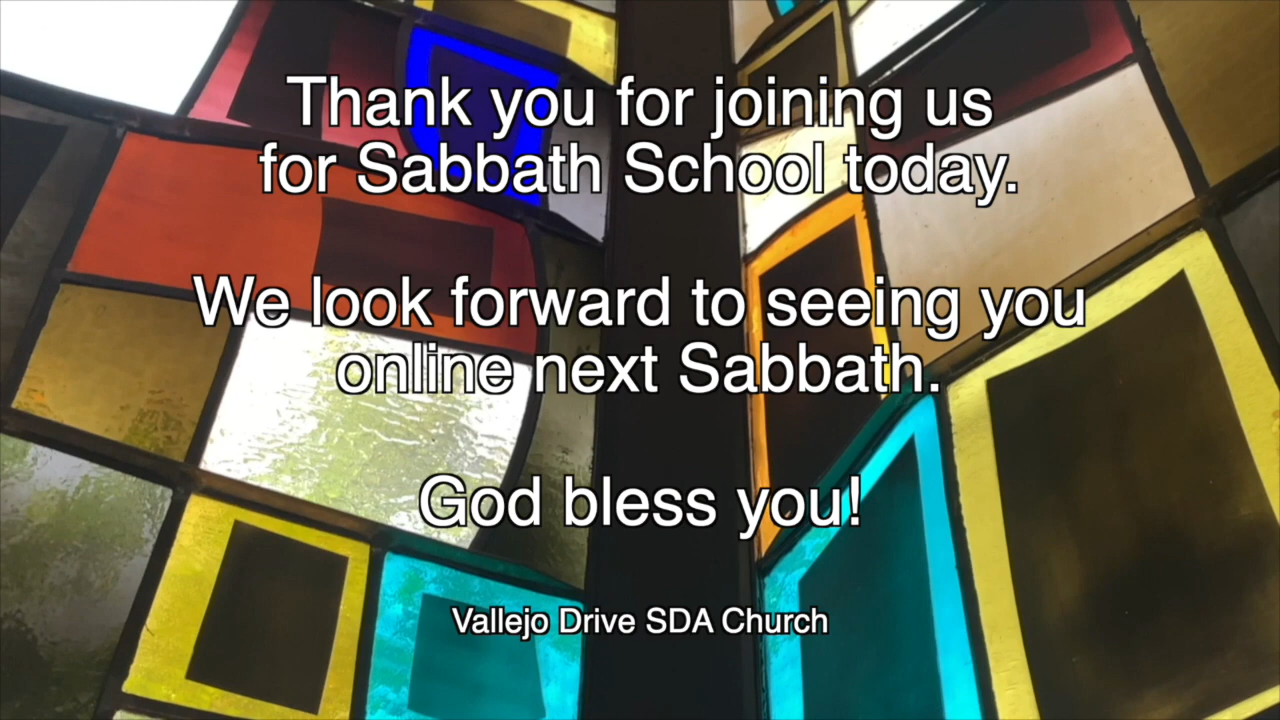 Thank you for joining us
for Sabbath School today.
We look forward to seeing you
online next Sabbath.
God bless you!
Vallejo Drive SDA Church